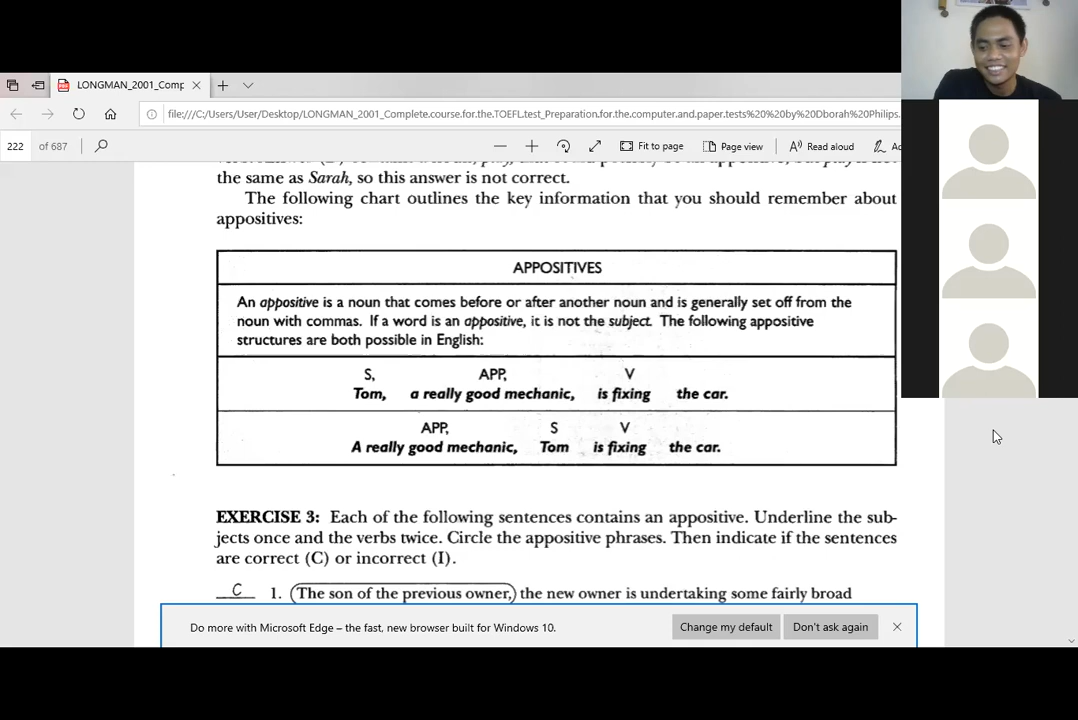 LONGMAN_2001_Comp
file:///C:/Users/User/Desktop/LONGMAN_2001_Complete.course.for.the.TOEFL.test_Preparation.for.the.computer.and.paper.tests%20%20by%20Dborah%20Philips.
222 of 687 Fit to page Page view Read aloud
the same as Sarah, so this answer is not correct.
The following chart outlines the key information that you should remember about
appositives:
APPOSITIVES
An appositive is a noun that comes before or after another noun and is generally set off from the
noun with commas. If a word is an appositive, it is not the subject. The following appositive
structures are both possible in English:
S, APP, V
Tom, a really good mechanic, is fixing the car.
APP, S V
A really good mechanic, Tom is fixing the car.
EXERCISE 3: Each of the following sentences contains an appositive. Underline the sub-
jects once and the verbs twice. Circle the appositive phrases. Then indicate if the sentences
are correct (C) or incorrect (I).
C 1. (The son of the previous owner,) the new owner is undertaking some fairly broad
Do more with Microsoft Edge – the fast, new browser built for Windows 10. Change my default Don't ask again